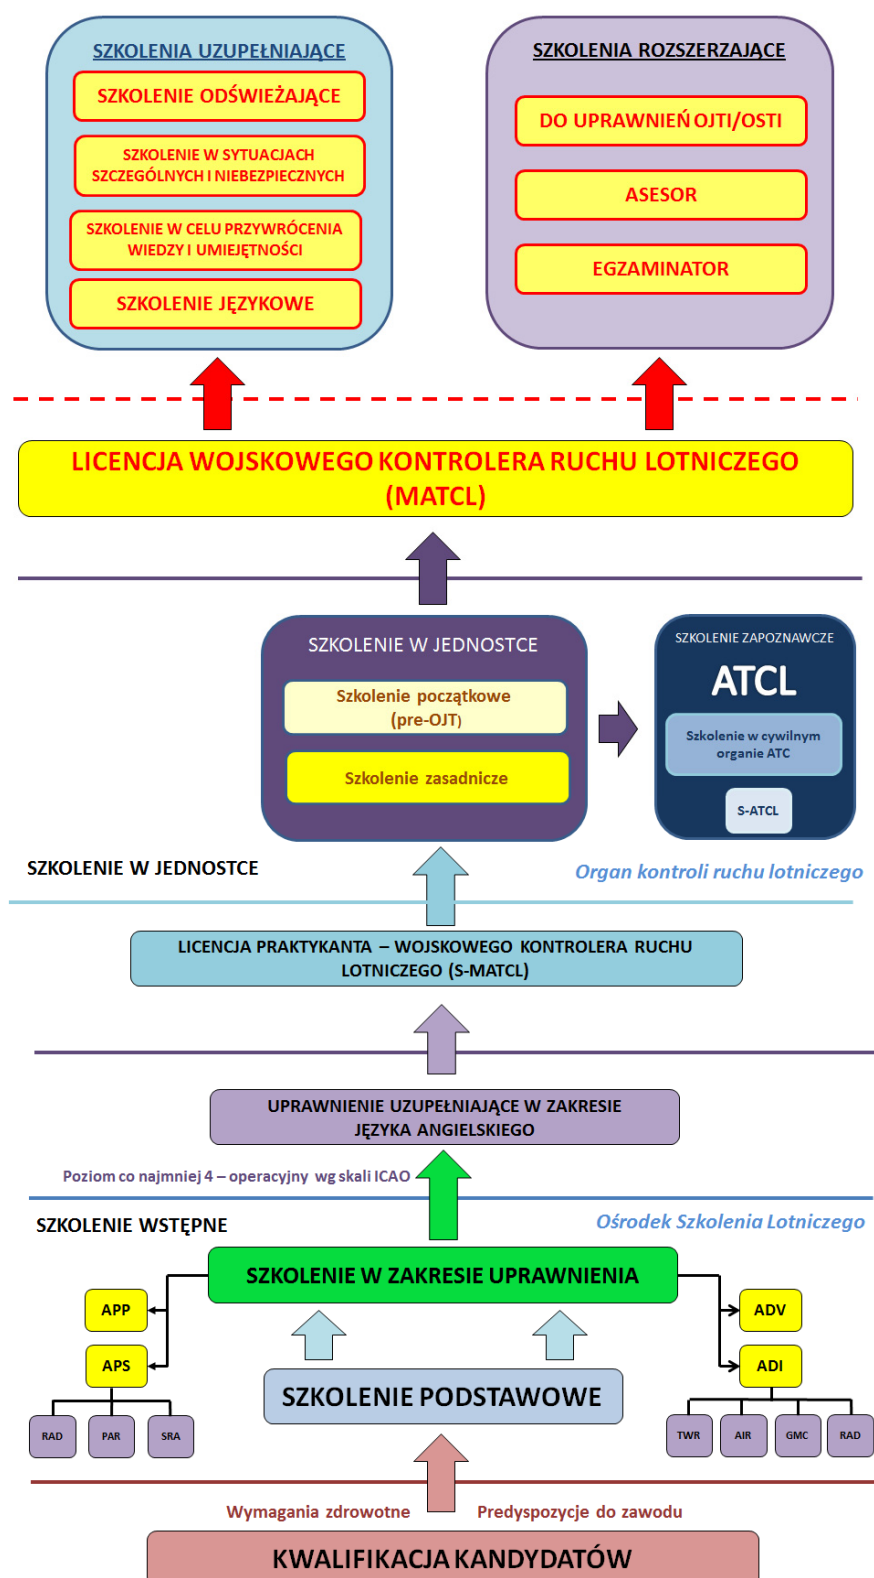 SZKOLENIA UZUPEŁNIAJĄCE
SZKOLENIE ODŚWIEŻAJĄCE
SZKOLENIE W SYTUACJACH
SZCZEGÓLNYCH I NIEBEZPIECZNYCH
SZKOLENIE W CELU PRZYWRÓCENIA
WIEDZY I UMIEJĘTNOŚCI
SZKOLENIE JĘZYKOWE
SZKOLENIA ROZSZERZAJĄCE
DO UPRAWNIEŃ OJTI/OSTI
ASESOR
EGZAMINATOR
LICENCJA WOJSKOWEGO KONTROLERA RUCHU LOTNICZEGO
(MATCL)
SZKOLENIE W JEDNOSTCE
Szkolenie początkowe
(pre-OJT)
Szkolenie zasadnicze
SZKOLENIE ZAPOZNAWCZE
ATCL
Szkolenie w cywilnym
organie ATC
S-ATCL
SZKOLENIE W JEDNOSTCE
Organ kontroli ruchu lotniczego
LICENCJA PRAKTYKANTA – WOJSKOWEGO KONTROLERA RUCHU
LOTNICZEGO (S-MATCL)
UPRAWNIENIE UZUPEŁNIAJĄCE W ZAKRESIE
JĘZYKA ANGIELSKIEGO
Poziom co najmniej 4 – operacyjny wg skali ICAO
SZKOLENIE WSTĘPNE
Ośrodek Szkolenia Lotniczego
SZKOLENIE W ZAKRESIE UPRAWNIENIA
APP
ADV
APS
ADI
SZKOLENIE PODSTAWOWE
RAD
PAR
SRA
TWR
AIR
GMC
RAD
Wymagania zdrowotne
Predyspozycje do zawodu
KWALIFIKACJA KANDYDATÓW